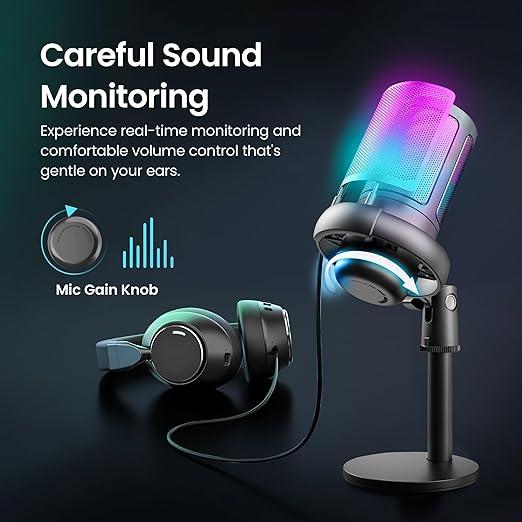 Careful Sound
Monitoring
Experience real-time monitoring and
comfortable volume control that's
gentle on your ears.
Mic Gain Knob